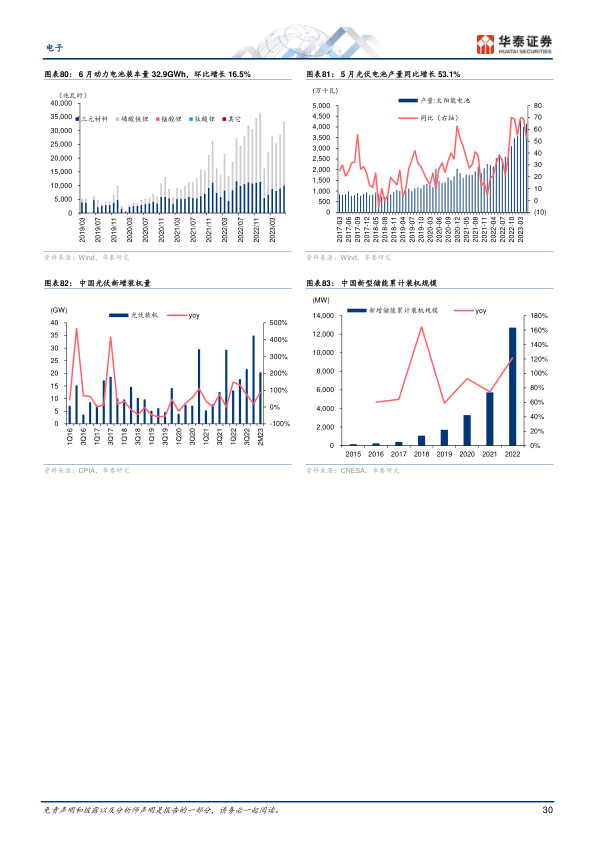 电子
华泰证券
HUATAI SECURITIES
图表80： 6 月动力电池装车量 32.9GWh，环比增长 16.5%
(兆瓦时)
40,000
35,000
30,000
25,000
20,000
15,000
10,000
5,000
0
三元材料 磷酸铁锂 锰酸锂 钛酸锂 其它
2019/03 2019/07 2019/11 2020/03 2020/07 2020/11 2021/03 2021/07 2021/11 2022/03 2022/07 2022/11 2023/03
资料来源：Wind，华泰研究
图表81： 5 月光伏电池产量同比增长 53.1%
(万千瓦)
5,000
4,500
4,000
3,500
3,000
2,500
2,000
1,500
1,000
500
0
产量:太阳能电池
同比（右轴）
80
70
60
50
40
30
20
10
0
(10)
2017-03 2017-06 2017-09 2017-12 2018-05 2018-08 2018-11 2019-04 2019-07 2019-10 2020-03 2020-06 2020-09 2020-12 2021-05 2021-08 2021-11 2022-04 2022-07 2022-10 2023-03
资料来源：Wind，华泰研究
图表82： 中国光伏新增装机量
(GW)
40
35
30
25
20
15
10
5
0
光伏装机 yoy
500%
400%
300%
200%
100%
0%
-100%
1Q16 3Q16 1Q17 3Q17 1Q18 3Q18 1Q19 3Q19 1Q20 3Q20 1Q21 3Q21 1Q22 3Q22 2M23
资料来源：CPIA，华泰研究
图表83： 中国新型储能累计装机规模
(MW)
14,000
12,000
10,000
8,000
6,000
4,000
2,000
0
新增储能累计装机规模 yoy
180%
160%
140%
120%
100%
80%
60%
40%
20%
0%
2015 2016 2017 2018 2019 2020 2021 2022
资料来源：CNESA，华泰研究
免责声明和披露以及分析师声明是报告的一部分，请务必一起阅读。
30